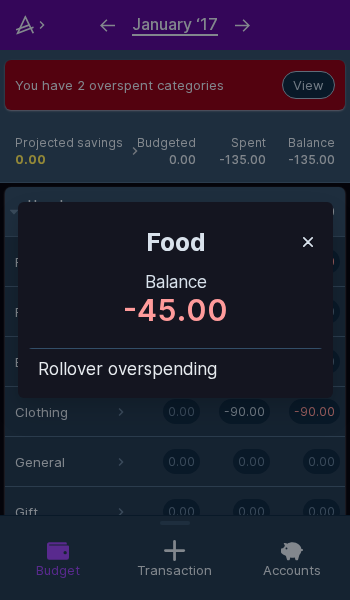 January ‘17
You have 2 overspent categories
View
Projected savings Budgeted Spent Balance
0.00 0.00 -135.00 -135.00
Food
Balance
-45.00
Rollover overspending
Clothing 0.00 -90.00 -90.00
General 0.00 0.00 0.00
Gift 0.00 0.00 0.00
Budget Transaction Accounts